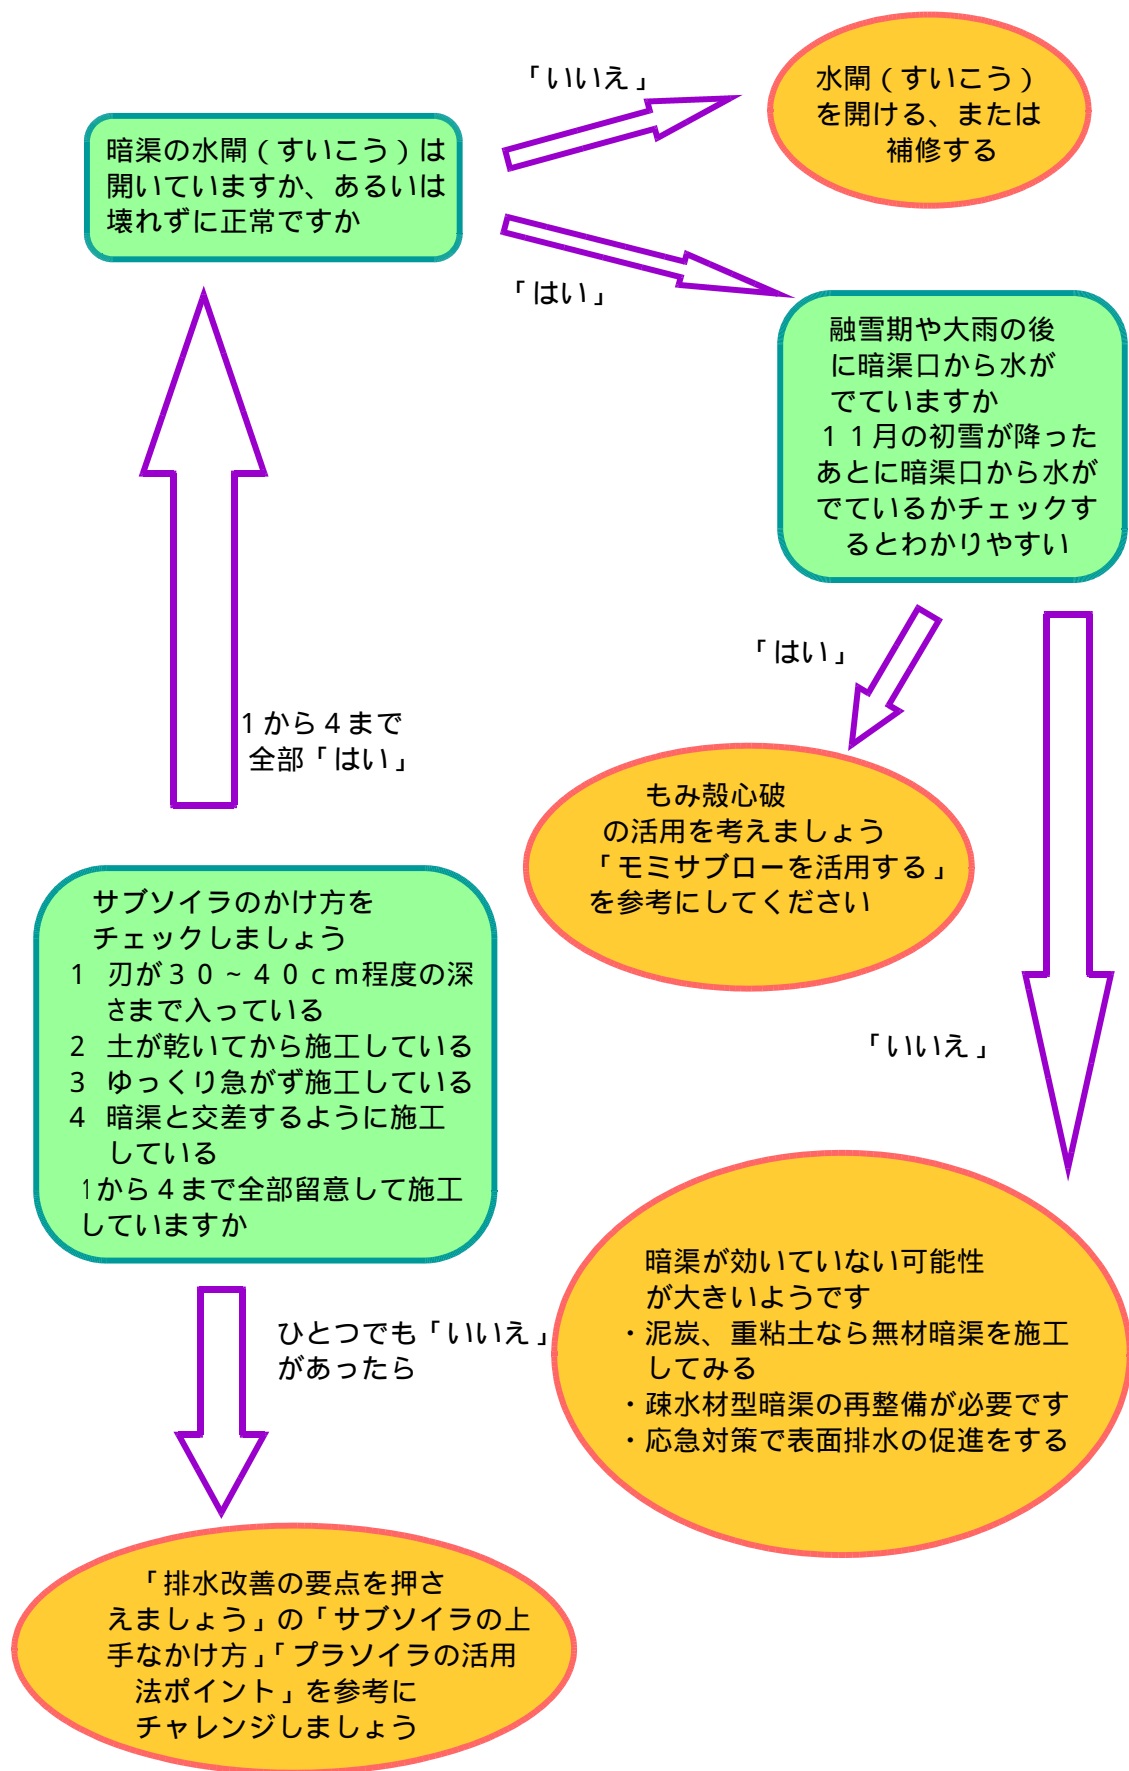 「いいえ」
水閘（すいこう）
を開ける、または
補修する
暗渠の水閘（すいこう）は
開いていますか、あるいは
壊れずに正常ですか
「はい」
融雪期や大雨の後
に暗渠口から水が
でていますか
１１月の初雪が降った
あとに暗渠口から水が
でているかチェックす
るとわかりやすい
「はい」
1から４まで
全部「はい」
もみ殻心破
の活用を考えましょう
「モミサブローを活用する」
を参考にしてください
サブソイラのかけ方を
チェックしましょう
1 刃が３０～４０ｃｍ程度の深
さまで入っている
2 土が乾いてから施工している
3 ゆっくり急がず施工している
4 暗渠と交差するように施工
している
1から４まで全部留意して施工
していますか
「いいえ」
ひとつでも「いいえ」
があったら
暗渠が効いていない可能性
が大きいようです
・泥炭、重粘土なら無材暗渠を施工
してみる
・疎水材型暗渠の再整備が必要です
・応急対策で表面排水の促進をする
「排水改善の要点を押さ
えましょう」の「サブソイラの上
手なかけ方」「プラソイラの活用
法ポイント」を参考に
チャレンジしましょう